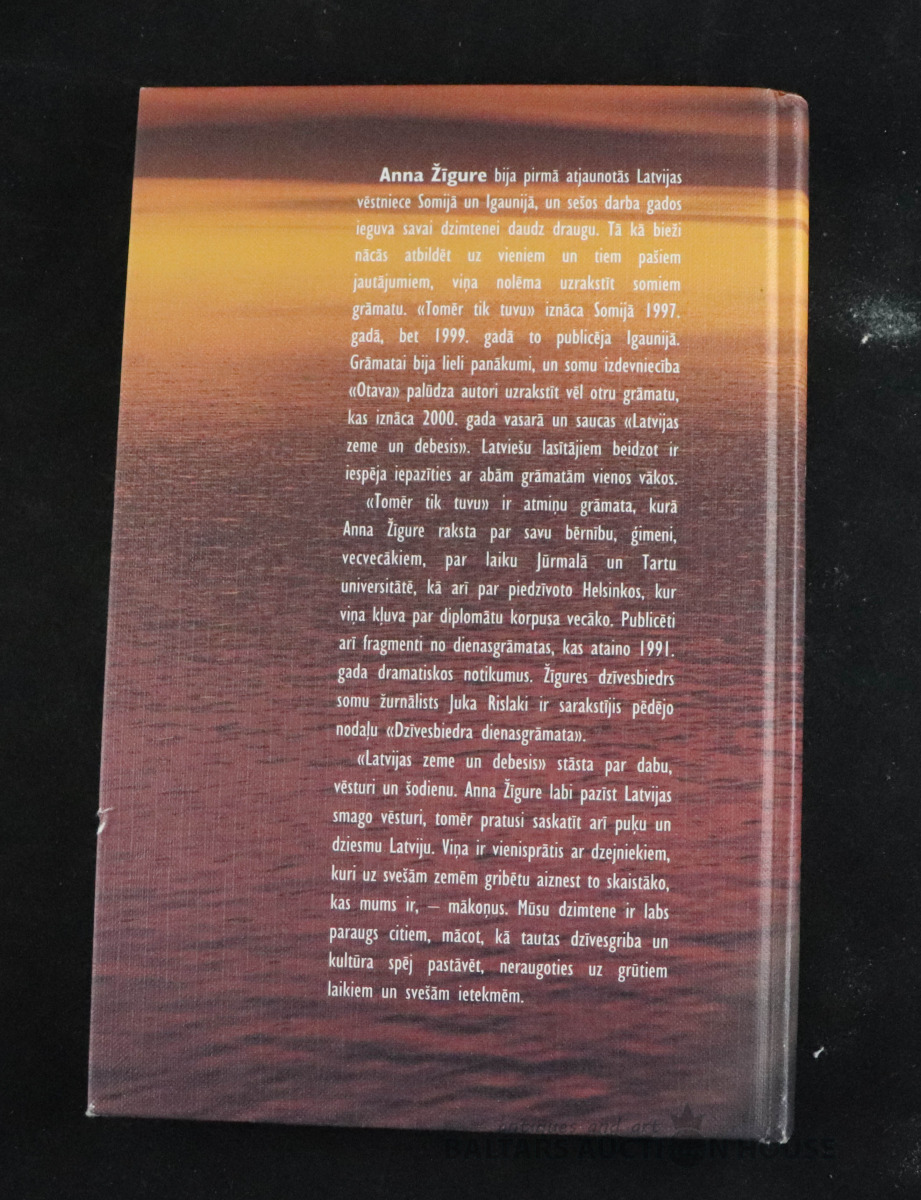 Anna Žīgure bija pirmā atjaunotās Latvijas
vēstniece Somijā un Igaunijā, un sešos darba gados
ieguva savai dzimtenei daudz draugu. Tā kā bieži
nācās atbildēt uz vieniem un tiem pašiem
jautājumiem, viņa nolēma uzrakstīt somiem
grāmatu. «Tomēr tik tuvu» iznāca Somijā 1997.
gadā, bet 1999. gadā to publicēja Igaunijā.
Grāmatai bija lieli panākumi, un somu izdevniecība
«Otava» palūdza autori uzrakstīt vēl otru grāmatu,
kas iznāca 2000. gada vasarā un saucas «Latvijas
zeme un debesis». Latviešu lasītājiem beidzot ir
iespēja iepazīties ar abām grāmatām vienos vākos.
«Tomēr tik tuvu» ir atmiņu grāmata, kurā
Anna Žīgure raksta par savu bērnību, ģimeni,
vecvecākiem, par laiku Jūrmalā un Tartu
universitātē, kā arī par piedzīvoto Helsinkos, kur
viņa kļuva par diplomātu korpusa vecāko. Publicēti
arī fragmenti no dienasgrāmatas, kas ataino 1991.
gada dramatiskos notikumus. Žīgures dzīvesbiedrs
somu žurnālists Juka Rislaki ir sarakstījis pēdējo
nodaļu «Dzīvesbiedra dienasgrāmata».
«Latvijas zeme un debesis» stāsta par dabu,
vēsturi un šodienu. Anna Žīgure labi pazīst Latvijas
smago vēsturi, tomēr pratusi saskatīt arī puķu un
dziesmu Latviju. Viņa ir vienisprātis ar dzejniekiem,
kuri uz svešām zemēm gribētu aiznest to skaistāko,
kas mums ir, – mākoņus. Mūsu dzimtene ir labs
paraugs citiem, mācot, kā tautas dzīvesgriba un
kultūra spēj pastāvēt, neraugoties uz grūtiem
laikiem un svešām ietekmēm.
antiques and art
BALTARS AUCTION HOUSE